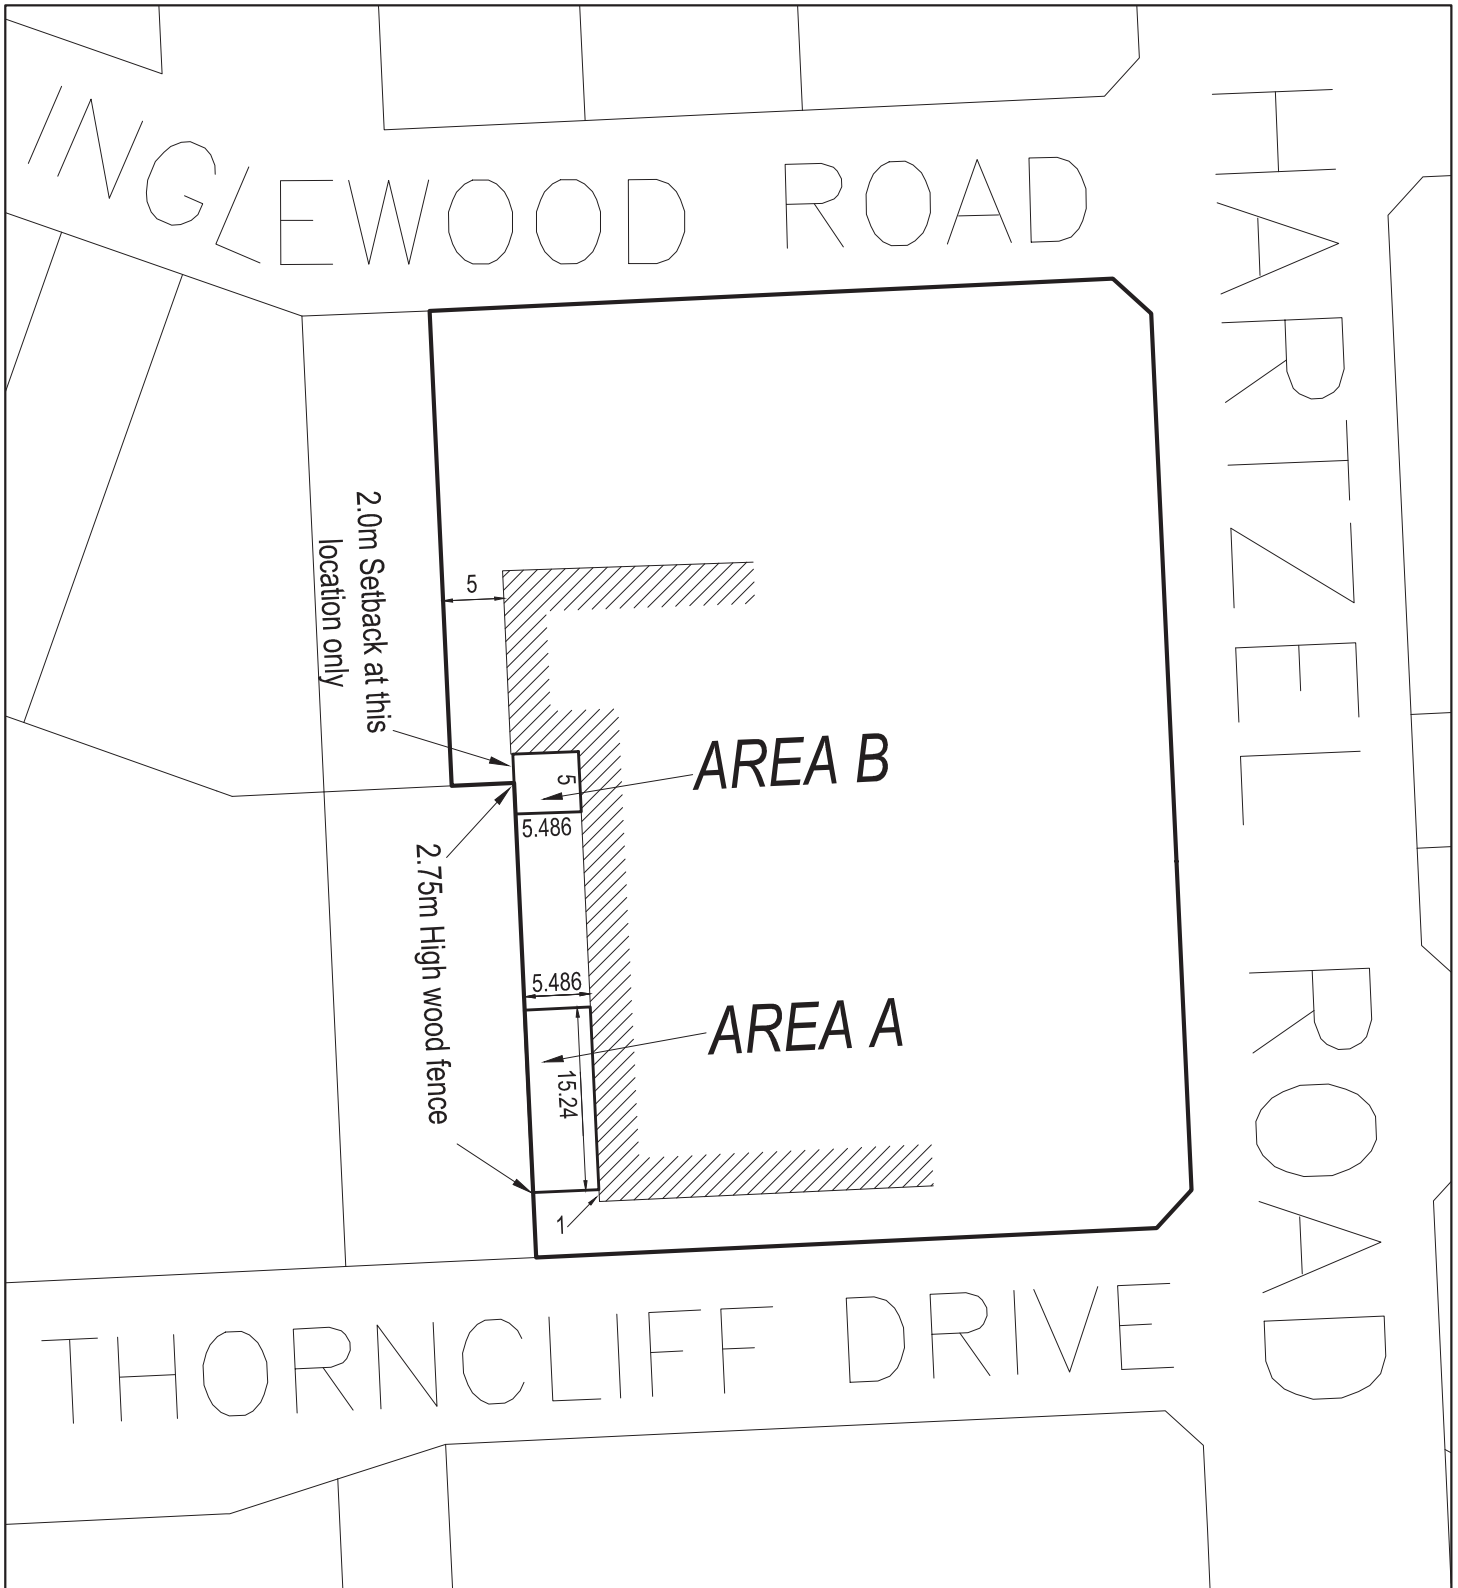 INGLEWOOD ROAD
HARTZEL ROAD
5
2.0m Setback at this
location only
AREA B
5
5.486
2.75m High wood fence
5.486
AREA A
15.24
1
THORNCLIFF DRIVE